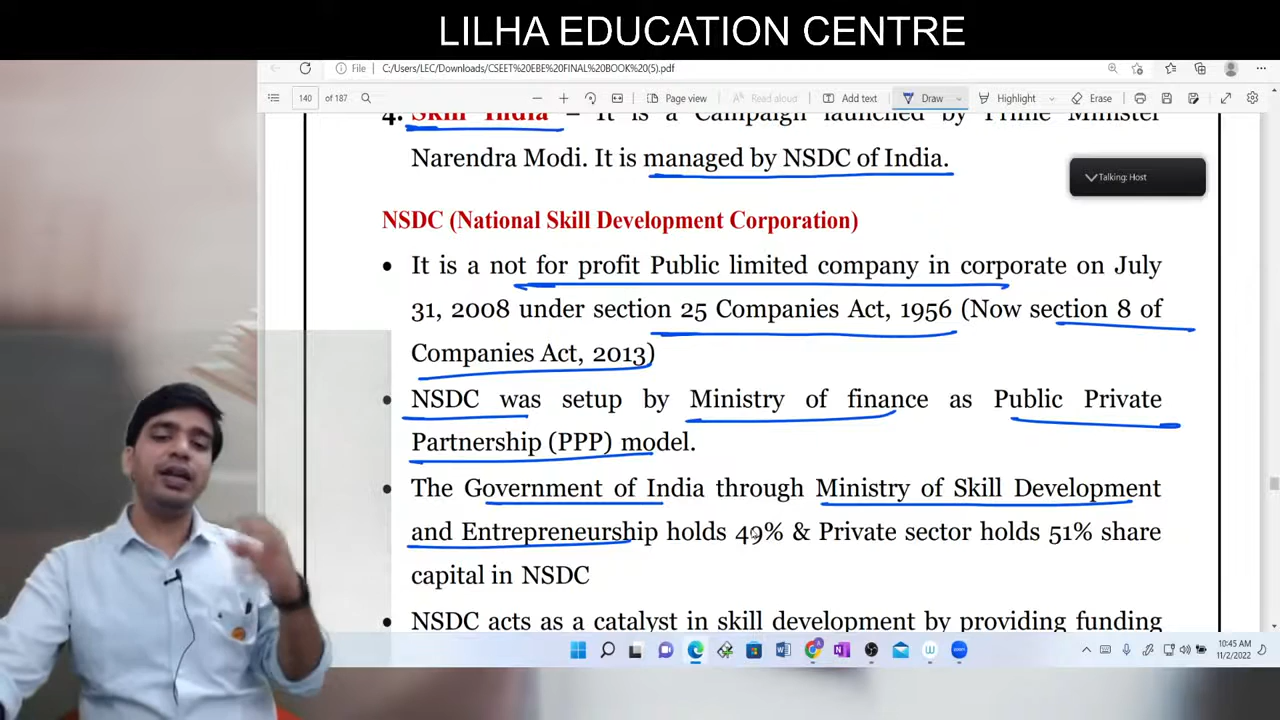 LILHA EDUCATION CENTRE
File C:/Users/LEC/Downloads/CSEET%20EBE%20FINAL%20BOOK%20(5).pdf
140 of 187 Page view Read aloud Add text Draw Highlight Erase
4. Skill India – It is a Campaign launched by Prime Minister
Narendra Modi. It is managed by NSDC of India.
Talking: Host
NSDC (National Skill Development Corporation)
• It is a not for profit Public limited company in corporate on July
31, 2008 under section 25 Companies Act, 1956 (Now section 8 of
Companies Act, 2013)
• NSDC was setup by Ministry of finance as Public Private
Partnership (PPP) model.
• The Government of India through Ministry of Skill Development
and Entrepreneurship holds 49% & Private sector holds 51% share
capital in NSDC
• NSDC acts as a catalyst in skill development by providing funding
10:45 AM
11/2/2022